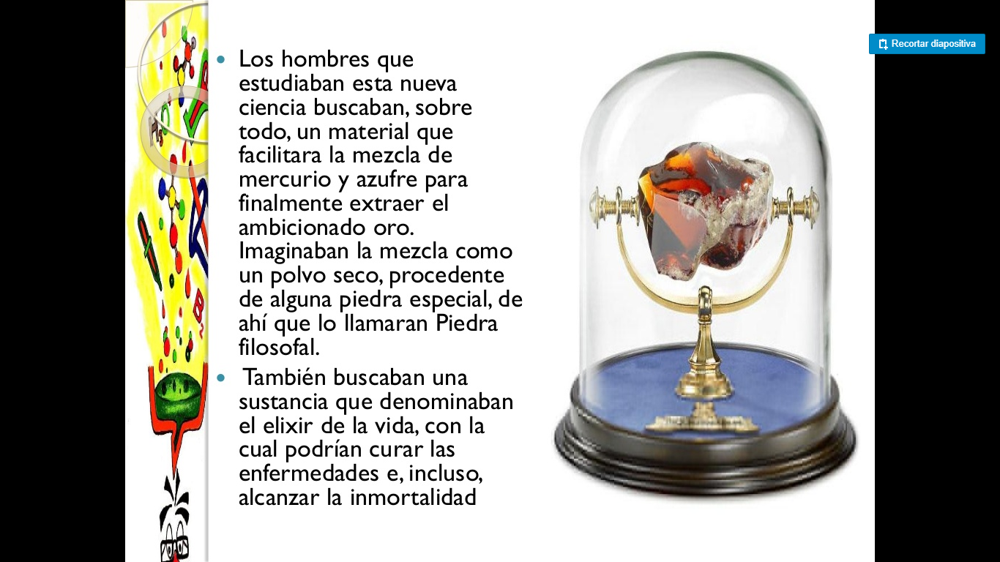 Recortar diapositiva
Los hombres que
estudiaban esta nueva
ciencia buscaban, sobre
todo, un material que
facilitara la mezcla de
mercurio y azufre para
finalmente extraer el
ambicionado oro.
Imaginaban la mezcla como
un polvo seco, procedente
de alguna piedra especial, de
ahí que lo llamaran Piedra
filosofal.
También buscaban una
sustancia que denominaban
el elixir de la vida, con la
cual podrían curar las
enfermedades e, incluso,
alcanzar la inmortalidad